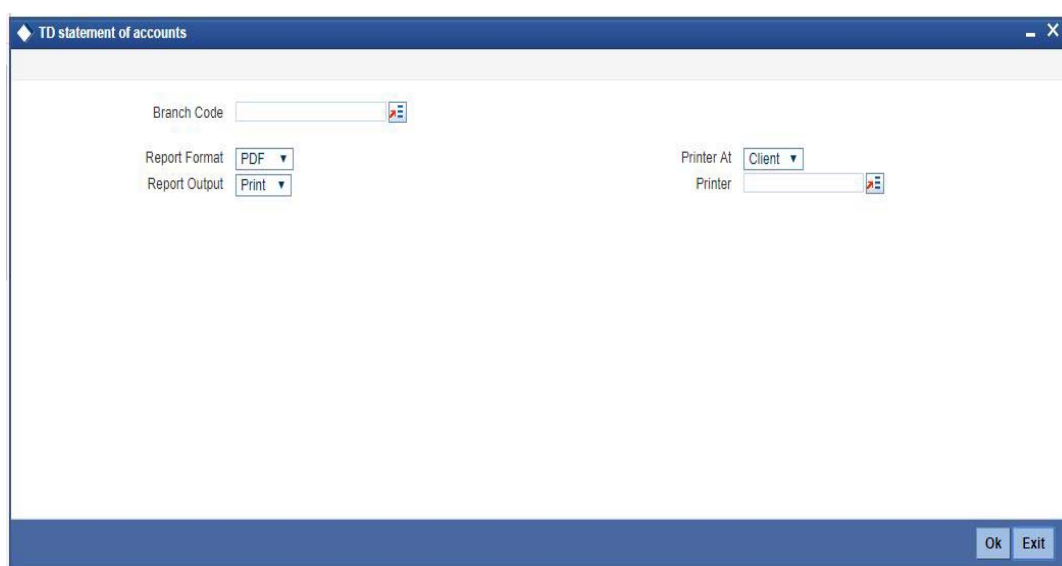 TD statement of accounts
Branch Code
Report Format PDF
Printer At Client
Report Output Print
Printer
Ok Exit